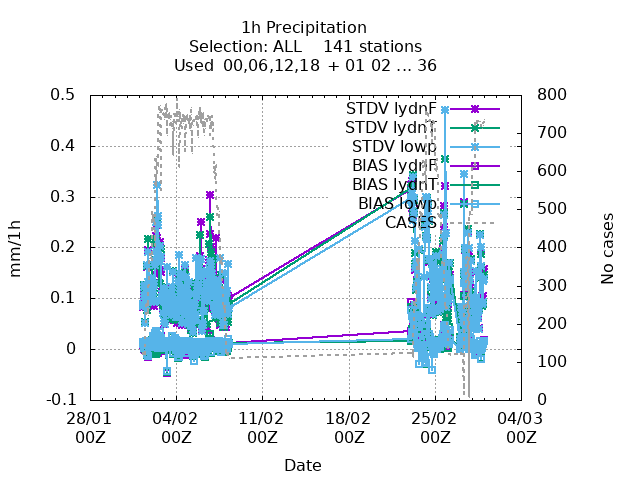 1h Precipitation
Selection: ALL 141 stations
Used 00,06,12,18 + 01 02 ... 36
STDV lydnF
STDV lydnT
STDV lowp
BIAS lydnF
BIAS lydnT
BIAS lowp
CASES
mm/1h
0.5
0.4
0.3
0.2
0.1
0
-0.1
No cases
800
700
600
500
400
300
200
100
0
28/01 04/02 11/02 18/02 25/02 04/03
00Z 00Z 00Z 00Z 00Z 00Z
Date